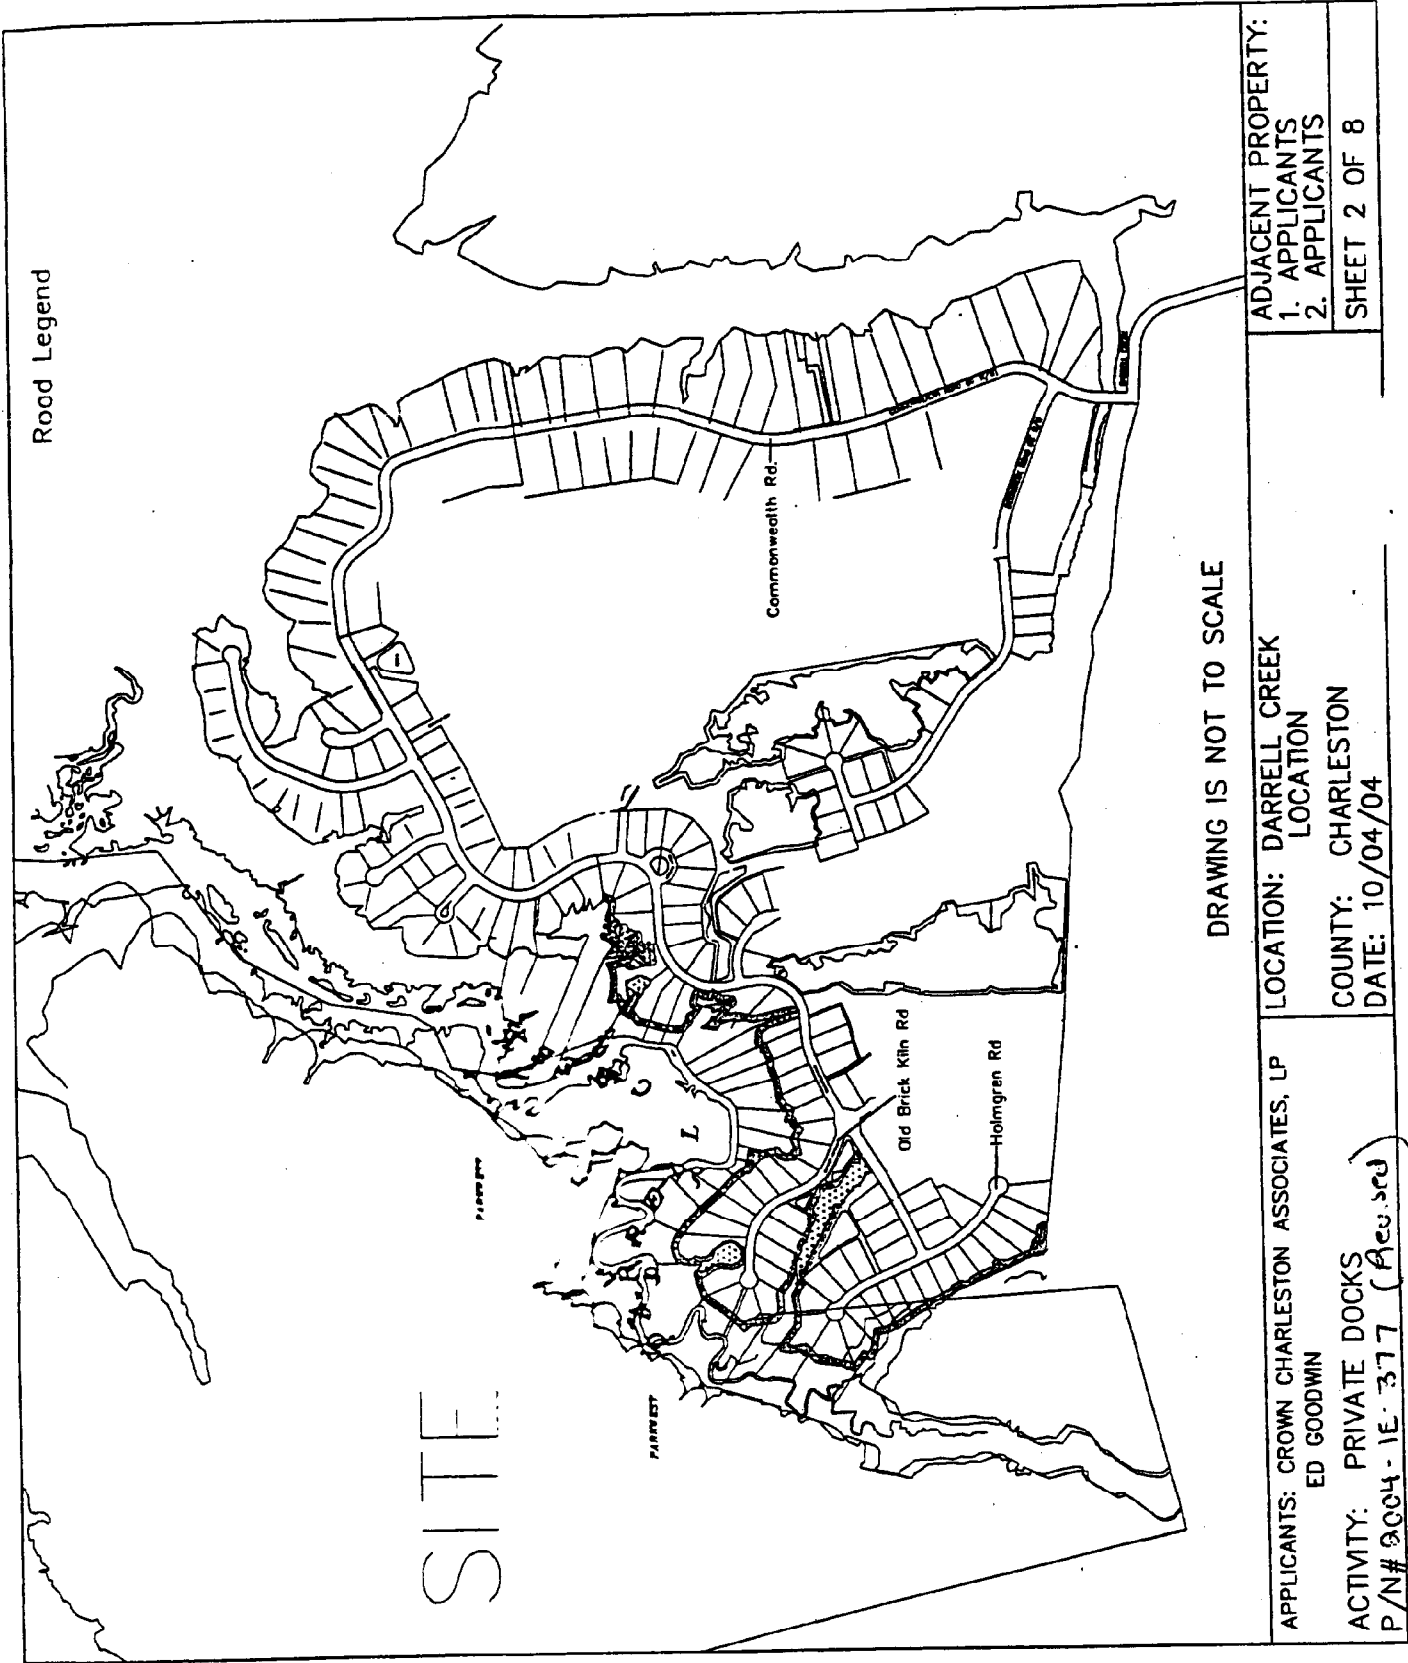 Road Legend
SITE
Commonwealth Rd.
Old Brick Kiln Rd
Holmgren Rd
L
DRAWING IS NOT TO SCALE
APPLICANTS: CROWN CHARLESTON ASSOCIATES, LP
ED GOODWIN
ACTIVITY: PRIVATE DOCKS
P/N# 2004-1E-377 (Revised)
LOCATION: DARRELL CREEK
LOCATION
COUNTY: CHARLESTON
DATE: 10/04/04
ADJACENT PROPERTY:
1. APPLICANTS
2. APPLICANTS
SHEET 2 OF 8